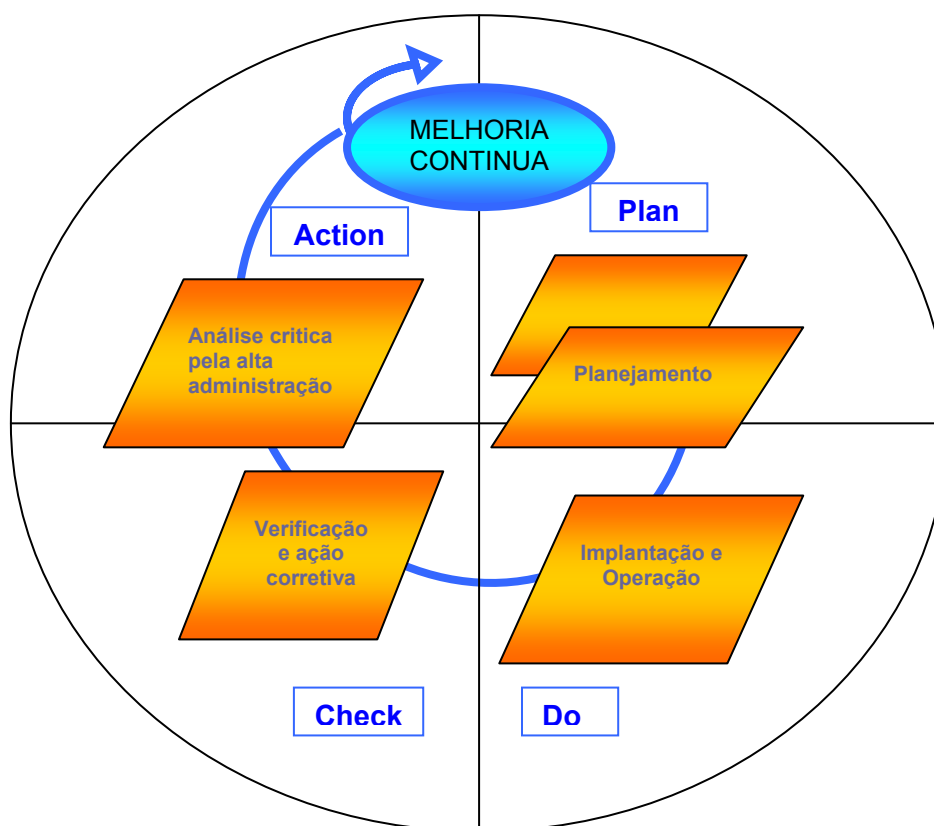 MELHORIA
CONTINUA
Plan
Action
Análise critica
pela alta
administração
Planejamento
Verificação
e ação
corretiva
Implantação e
Operação
Check
Do